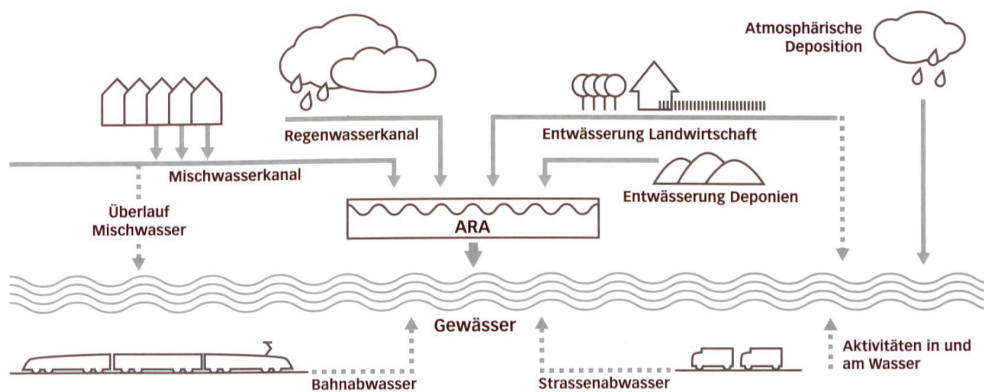 Atmosphärische
Deposition
Regenwasserkanal
Entwässerung Landwirtschaft
Mischwasserkanal
Entwässerung Deponien
Überlauf
Mischwasser
ARA
Gewässer
Bahnabwasser
Strassenabwasser
Aktivitäten in und
am Wasser